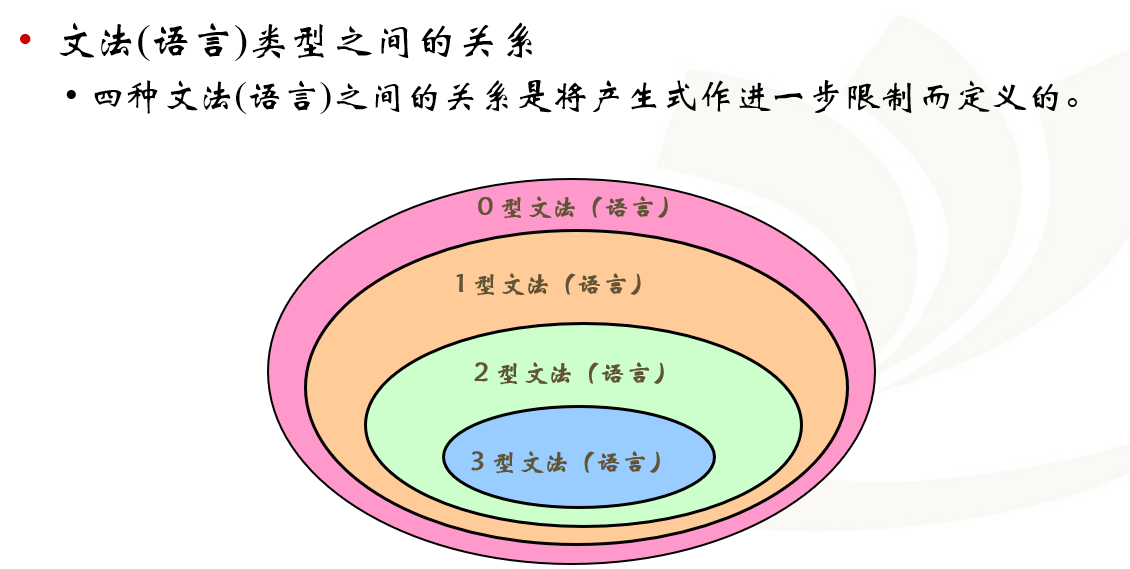 • 文法(语言)类型之间的关系
• 四种文法(语言)之间的关系是将产生式作进一步限制而定义的。
0 型文法（语言）
1 型文法（语言）
2 型文法（语言）
3 型文法（语言）